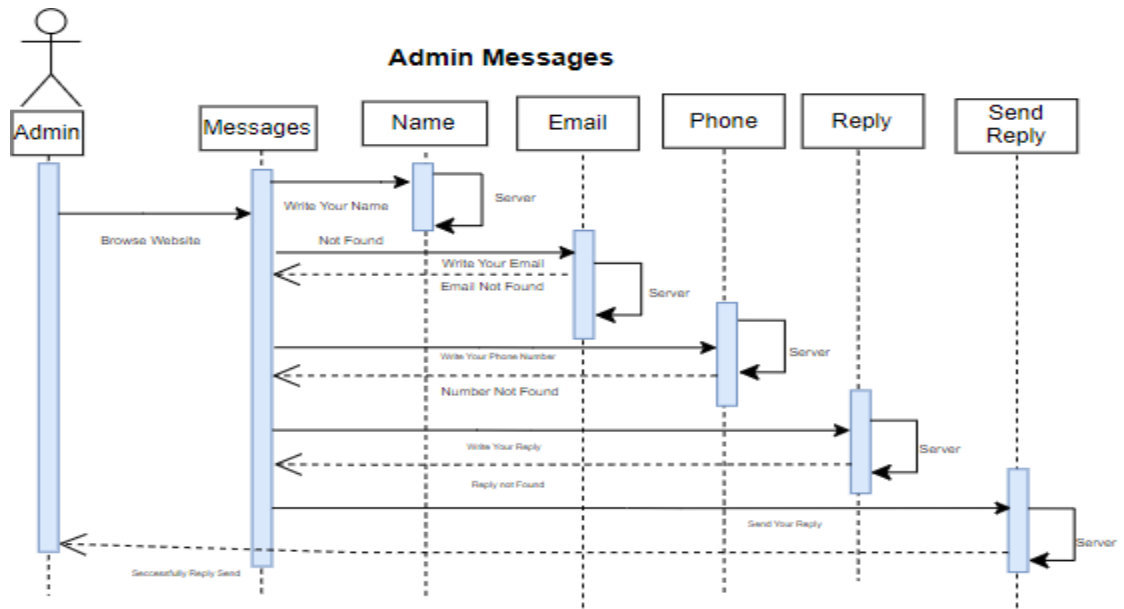 Admin Messages
Admin
Messages
Name
Email
Phone
Reply
Send
Reply
Server
Write Your Name
Browse Website
Not Found
Write Your Email
Email Not Found
Server
Write Your Phone Number
Server
Number Not Found
Write Your Reply
Server
Reply not Found
Send Your Reply
Server
Seccessfully Reply Send